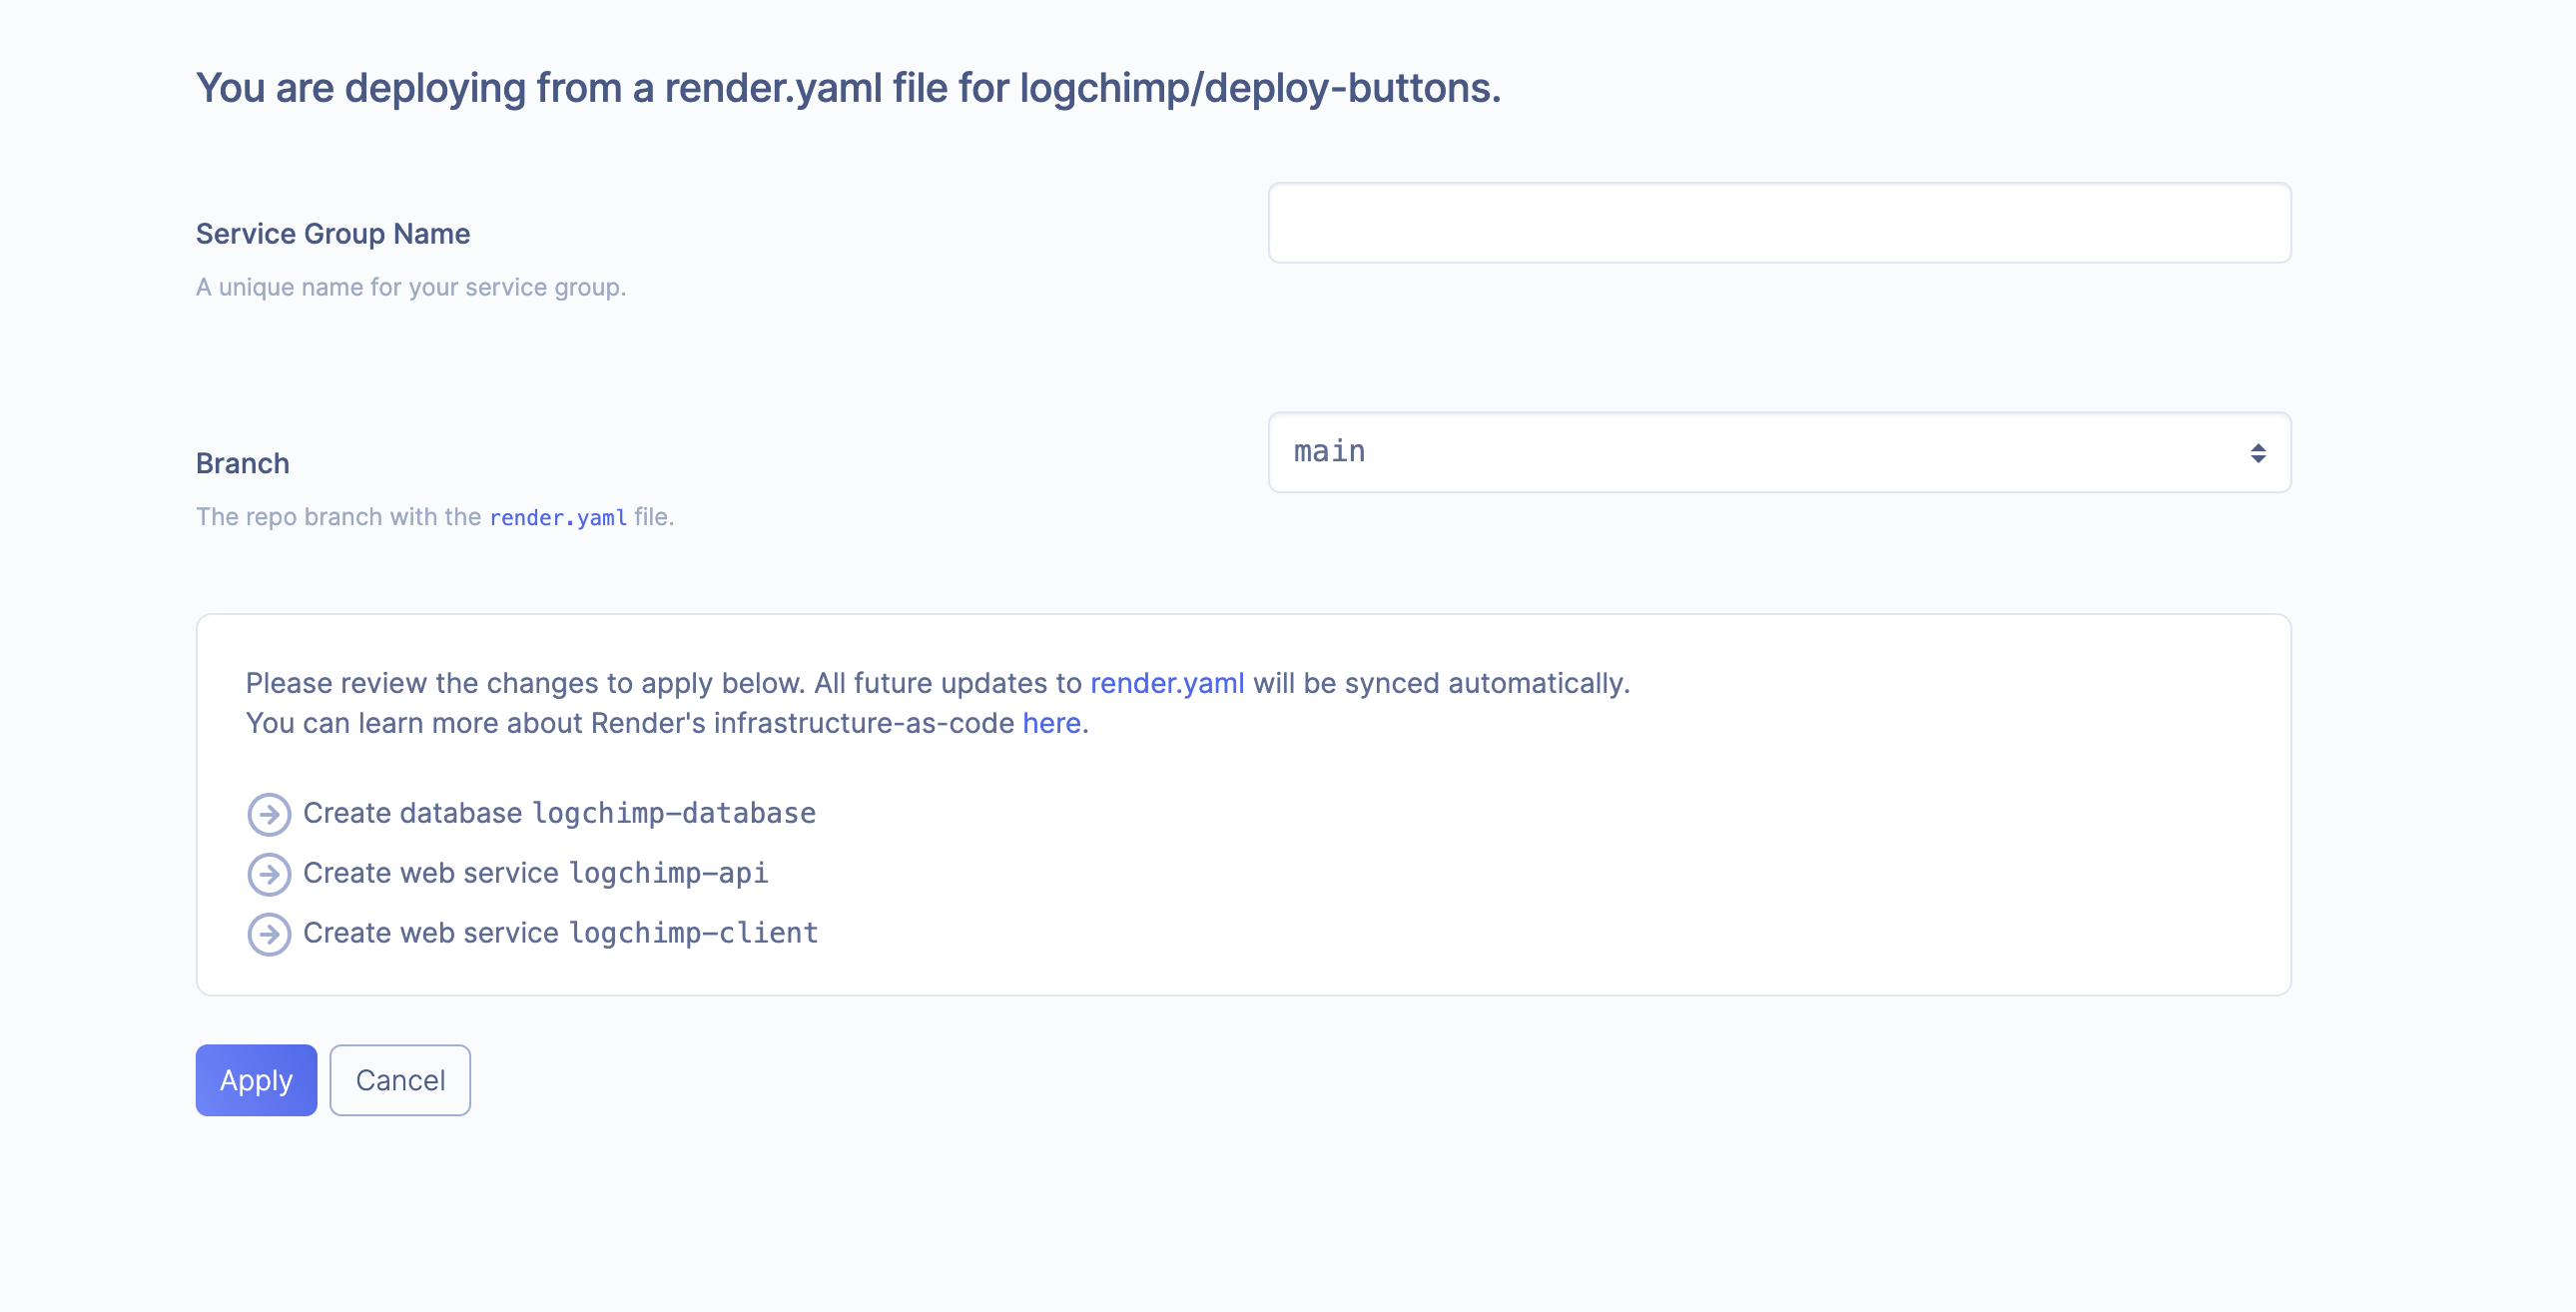 You are deploying from a render.yaml file for logchimp/deploy-buttons.
Service Group Name
A unique name for your service group.
Branch
main
The repo branch with the render.yaml file.
Please review the changes to apply below. All future updates to render.yaml will be synced automatically.
You can learn more about Render's infrastructure-as-code here.
Create database logchimp-database
Create web service logchimp-api
Create web service logchimp-client
Apply
Cancel